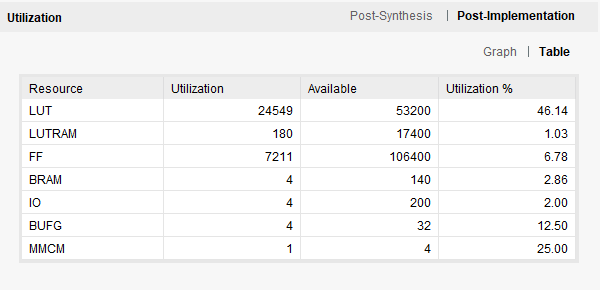 Utilization Post-Synthesis | Post-Implementation
Graph | Table
Resource Utilization Available Utilization %
LUT 24549 53200 46.14
LUTRAM 180 17400 1.03
FF 7211 106400 6.78
BRAM 4 140 2.86
IO 4 200 2.00
BUFG 4 32 12.50
MMCM 1 4 25.00